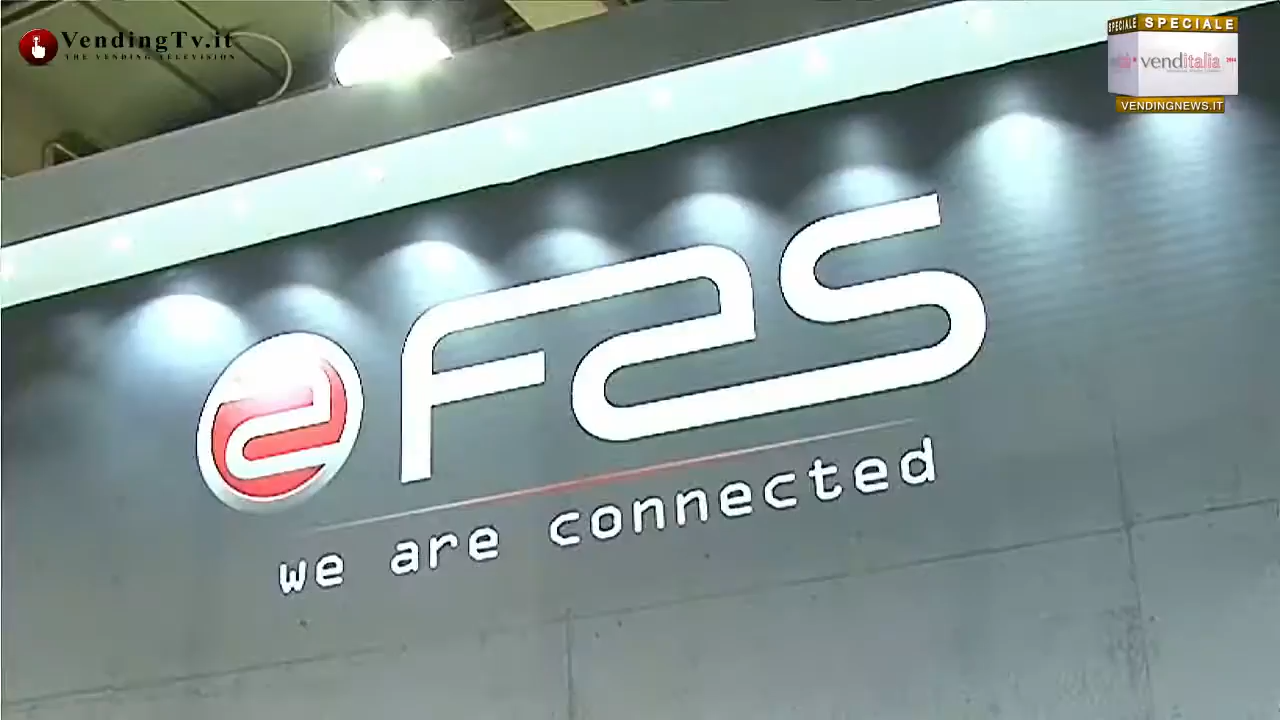 VendingTv.it
THE VENDING TELEVISION
SPECIALE SPECIALE
venditalia
VENDINGNEWS.IT
FAS
we are connected